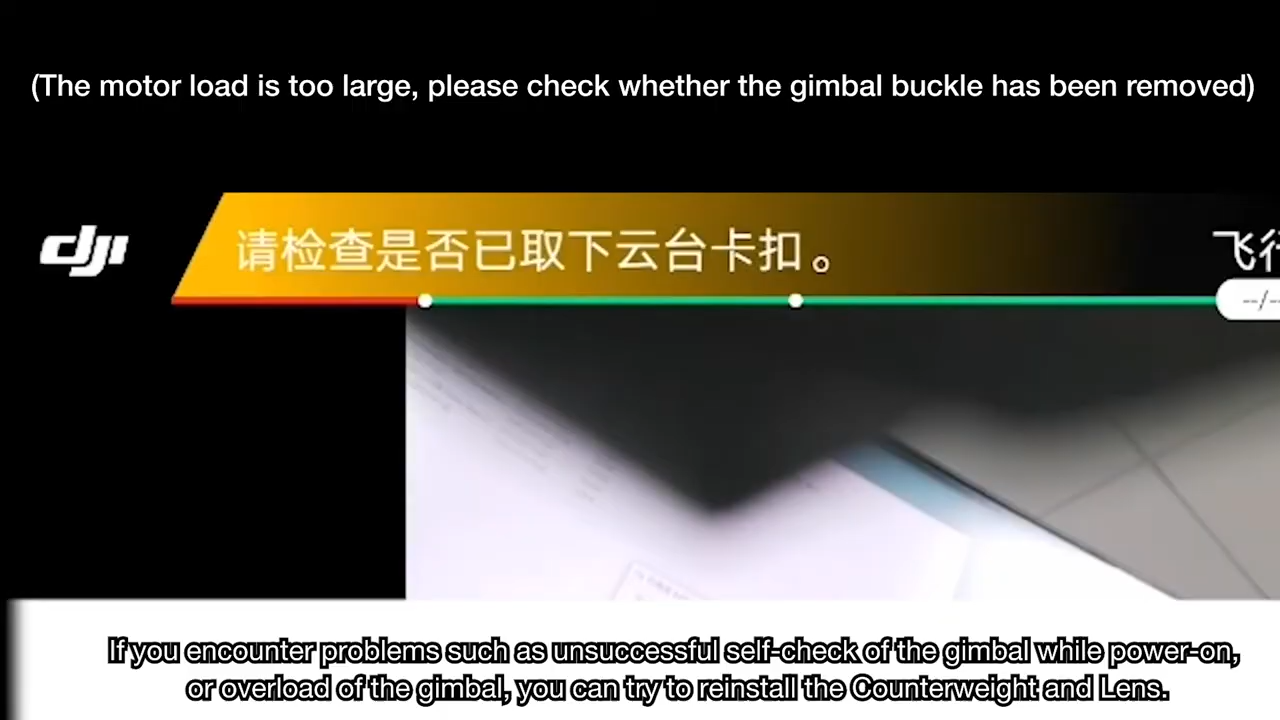 (The motor load is too large, please check whether the gimbal buckle has been removed)
dji
请检查是否已取下云台卡扣。
飞行
--/--
If you encounter problems such as unsuccessful self-check of the gimbal while power-on,
or overload of the gimbal, you can try to reinstall the Counterweight and Lens.